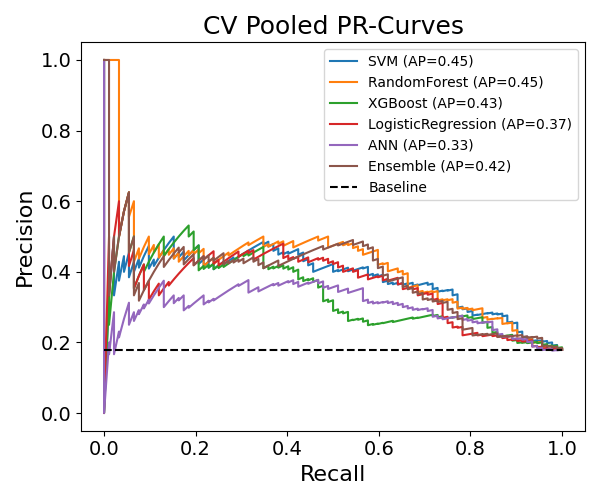 CV Pooled PR-Curves
SVM (AP=0.45)
RandomForest (AP=0.45)
XGBoost (AP=0.43)
LogisticRegression (AP=0.37)
ANN (AP=0.33)
Ensemble (AP=0.42)
Baseline
Precision
1.0
0.8
0.6
0.4
0.2
0.0
0.0 0.2 0.4 0.6 0.8 1.0
Recall